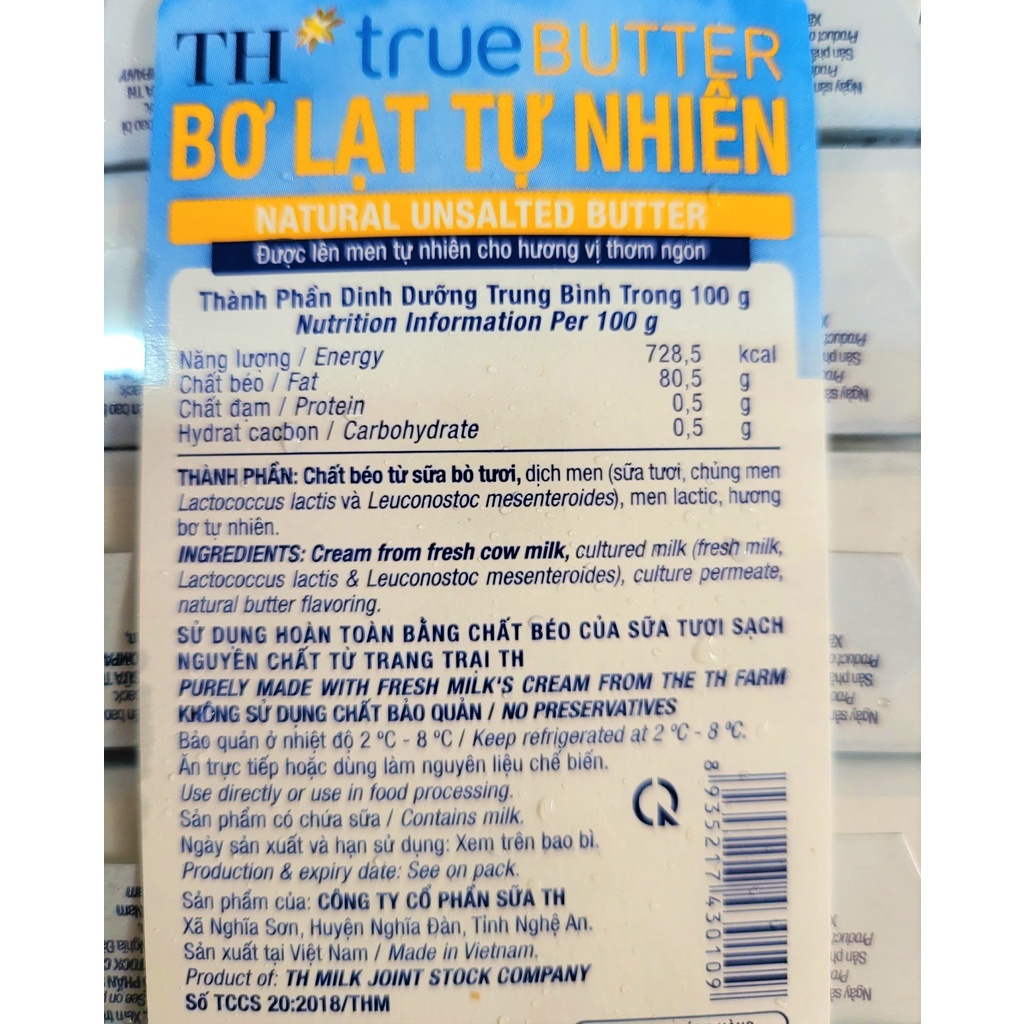 TH true BUTTER
BƠ LẠT TỰ NHIÊN
NATURAL UNSALTED BUTTER
Được lên men tự nhiên cho hương vị thơm ngon
Thành Phần Dinh Dưỡng Trung Bình Trong 100 g
Nutrition Information Per 100 g
Năng lượng / Energy 728,5 kcal
Chất béo / Fat 80,5 g
Chất đạm / Protein 0,5 g
Hydrat cacbon / Carbohydrate 0,5 g
THÀNH PHẦN: Chất béo từ sữa bò tươi, dịch men (sữa tươi, chủng men
Lactococcus lactis và Leuconostoc mesenteroides), men lactic, hương
bơ tự nhiên.
INGREDIENTS: Cream from fresh cow milk, cultured milk (fresh milk,
Lactococcus lactis & Leuconostoc mesenteroides), culture permeate,
natural butter flavoring.
SỬ DỤNG HOÀN TOÀN BẰNG CHẤT BÉO CỦA SỮA TƯƠI SẠCH
NGUYÊN CHẤT TỪ TRANG TRẠI TH
PURELY MADE WITH FRESH MILK'S CREAM FROM THE TH FARM
KHÔNG SỬ DỤNG CHẤT BẢO QUẢN / NO PRESERVATIVES
Bảo quản ở nhiệt độ 2 ºC - 8 ºC / Keep refrigerated at 2 ºC - 8 ºC.
Ăn trực tiếp hoặc dùng làm nguyên liệu chế biến.
Use directly or use in food processing.
Sản phẩm có chứa sữa / Contains milk.
Ngày sản xuất và hạn sử dụng: Xem trên bao bì.
Production & expiry date: See on pack.
Sản phẩm của: CÔNG TY CỔ PHẦN SỮA TH
Xã Nghĩa Sơn, Huyện Nghĩa Đàn, Tỉnh Nghệ An.
Sản xuất tại Việt Nam / Made in Vietnam.
Product of: TH MILK JOINT STOCK COMPANY
Số TCCS 20:2018/THM
8 935217 430109